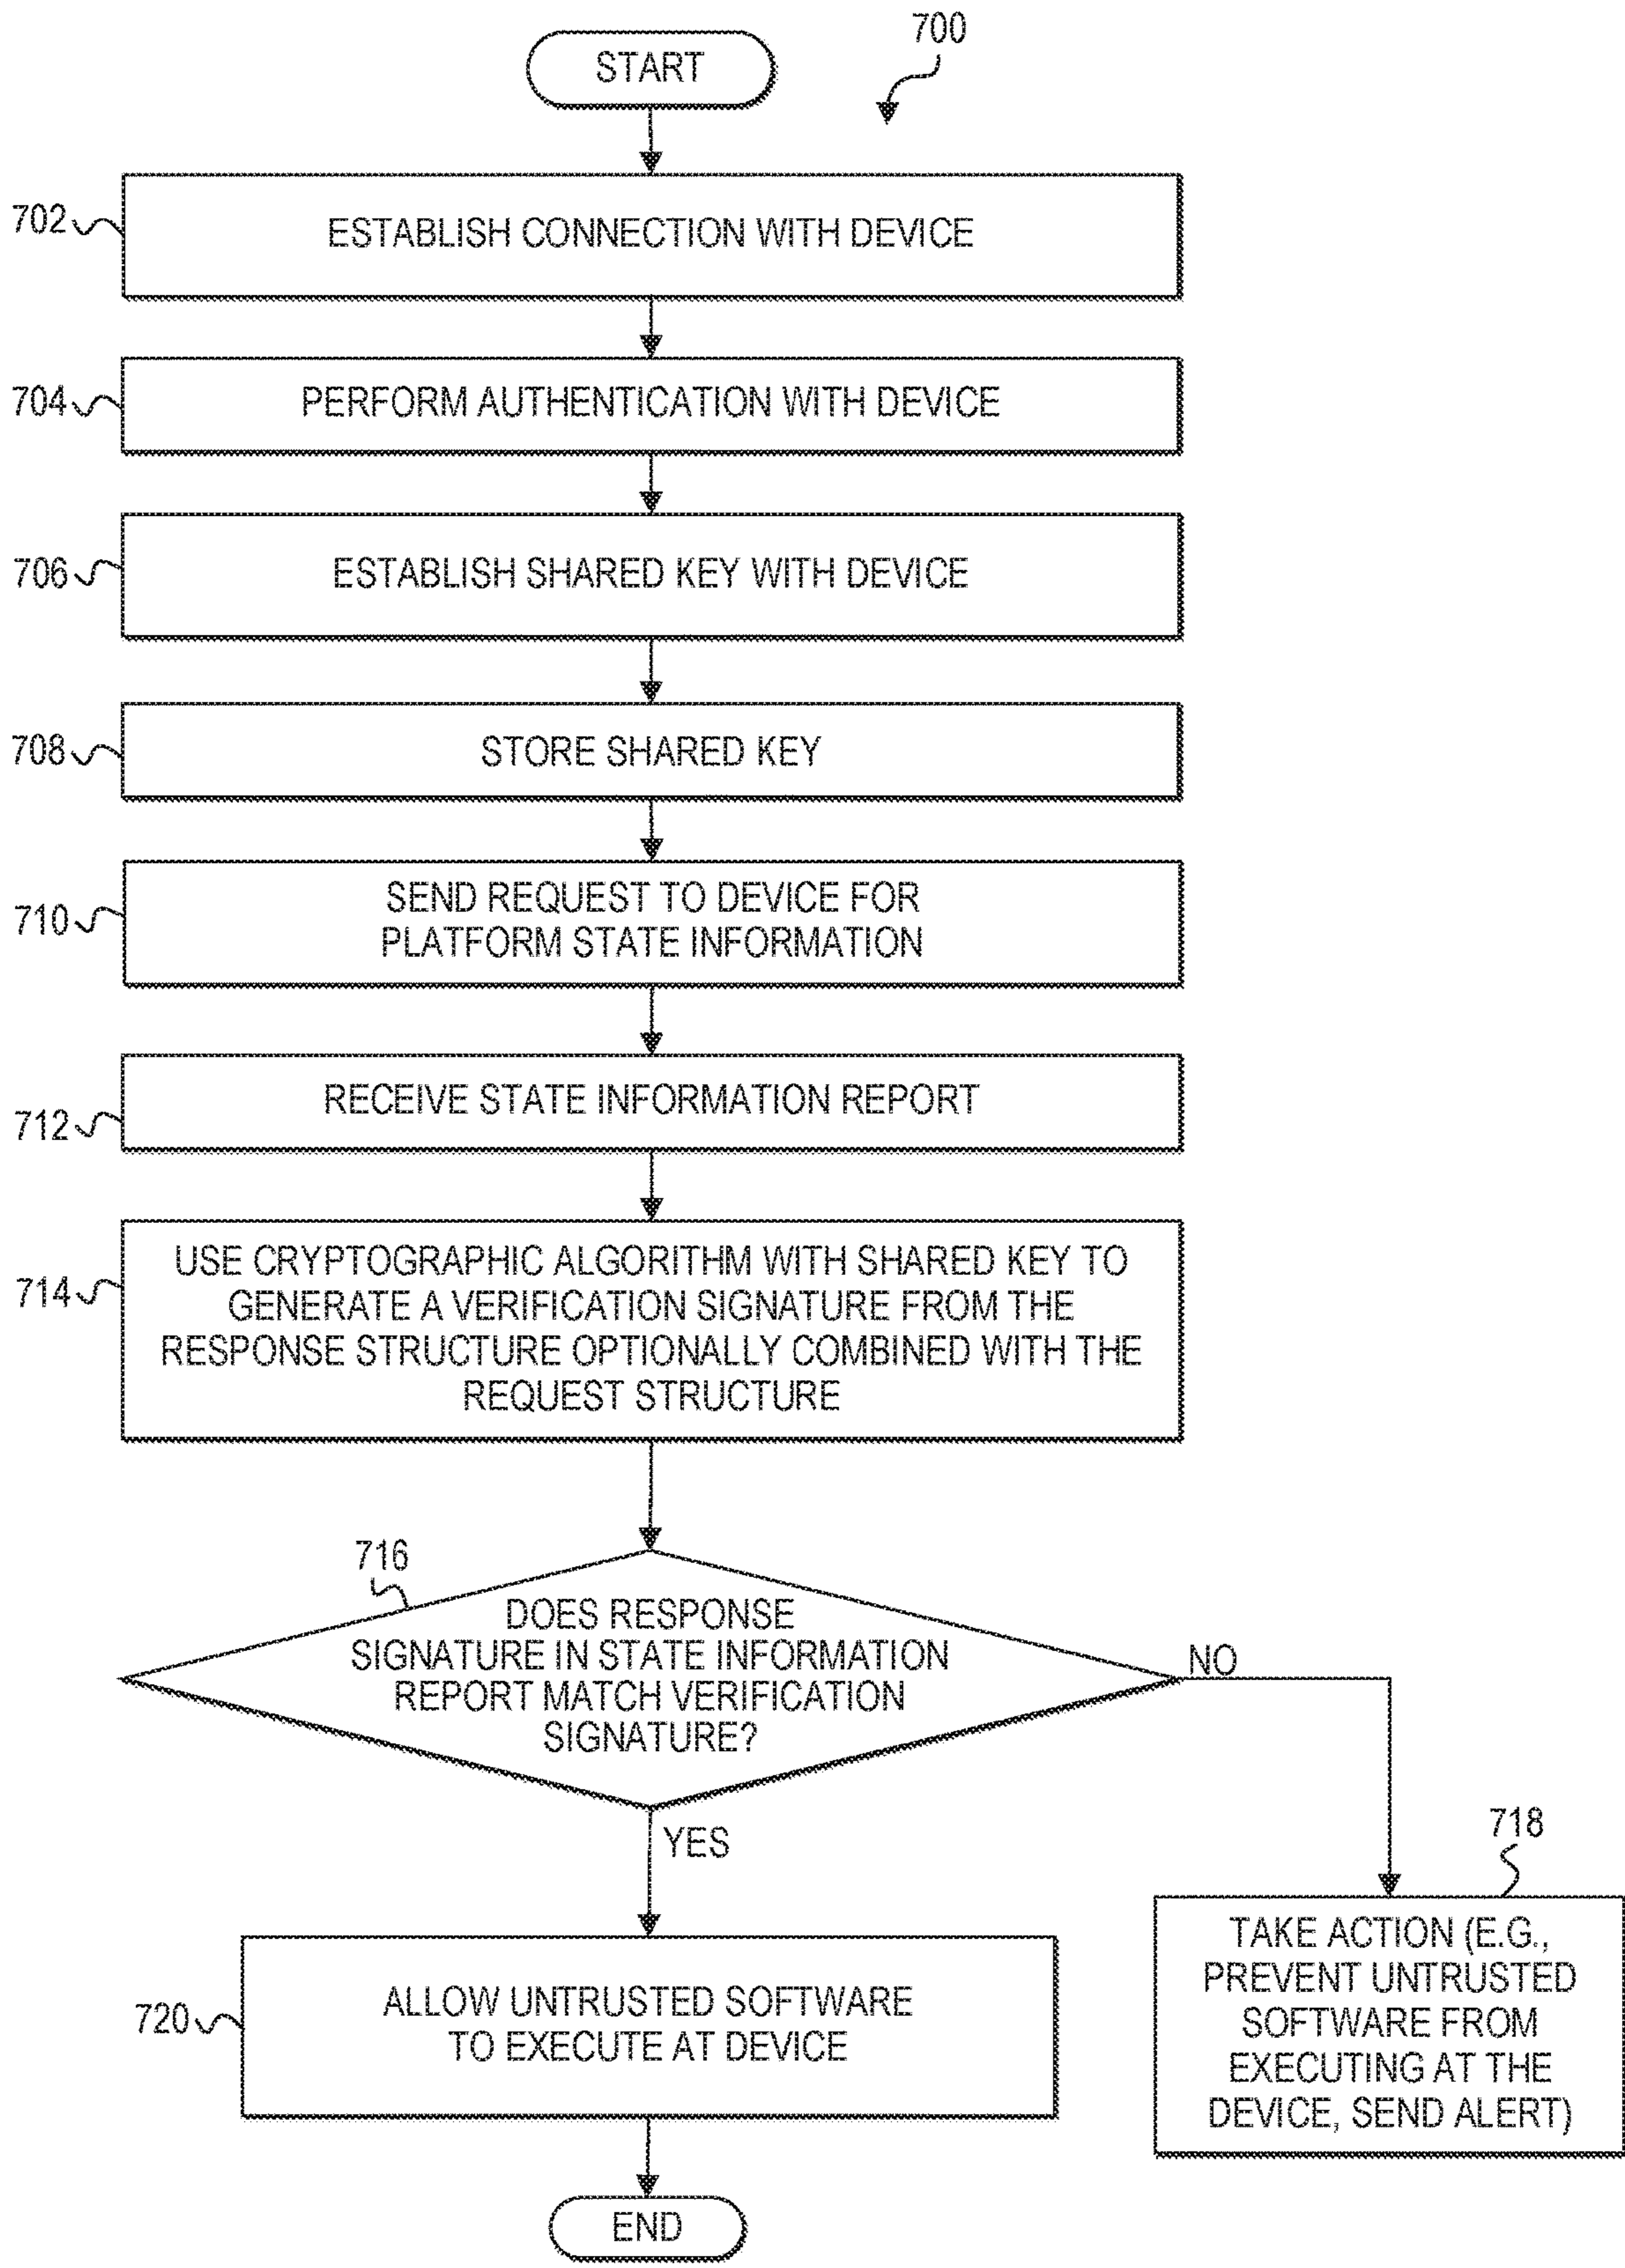 700
START
702
ESTABLISH CONNECTION WITH DEVICE
704
PERFORM AUTHENTICATION WITH DEVICE
706
ESTABLISH SHARED KEY WITH DEVICE
708
STORE SHARED KEY
710
SEND REQUEST TO DEVICE FOR
PLATFORM STATE INFORMATION
712
RECEIVE STATE INFORMATION REPORT
714
USE CRYPTOGRAPHIC ALGORITHM WITH SHARED KEY TO
GENERATE A VERIFICATION SIGNATURE FROM THE
RESPONSE STRUCTURE OPTIONALLY COMBINED WITH THE
REQUEST STRUCTURE
716
DOES RESPONSE
SIGNATURE IN STATE INFORMATION
REPORT MATCH VERIFICATION
SIGNATURE?
NO
YES
718
TAKE ACTION (E.G.,
PREVENT UNTRUSTED
SOFTWARE FROM
EXECUTING AT THE
DEVICE, SEND ALERT)
720
ALLOW UNTRUSTED SOFTWARE
TO EXECUTE AT DEVICE
END